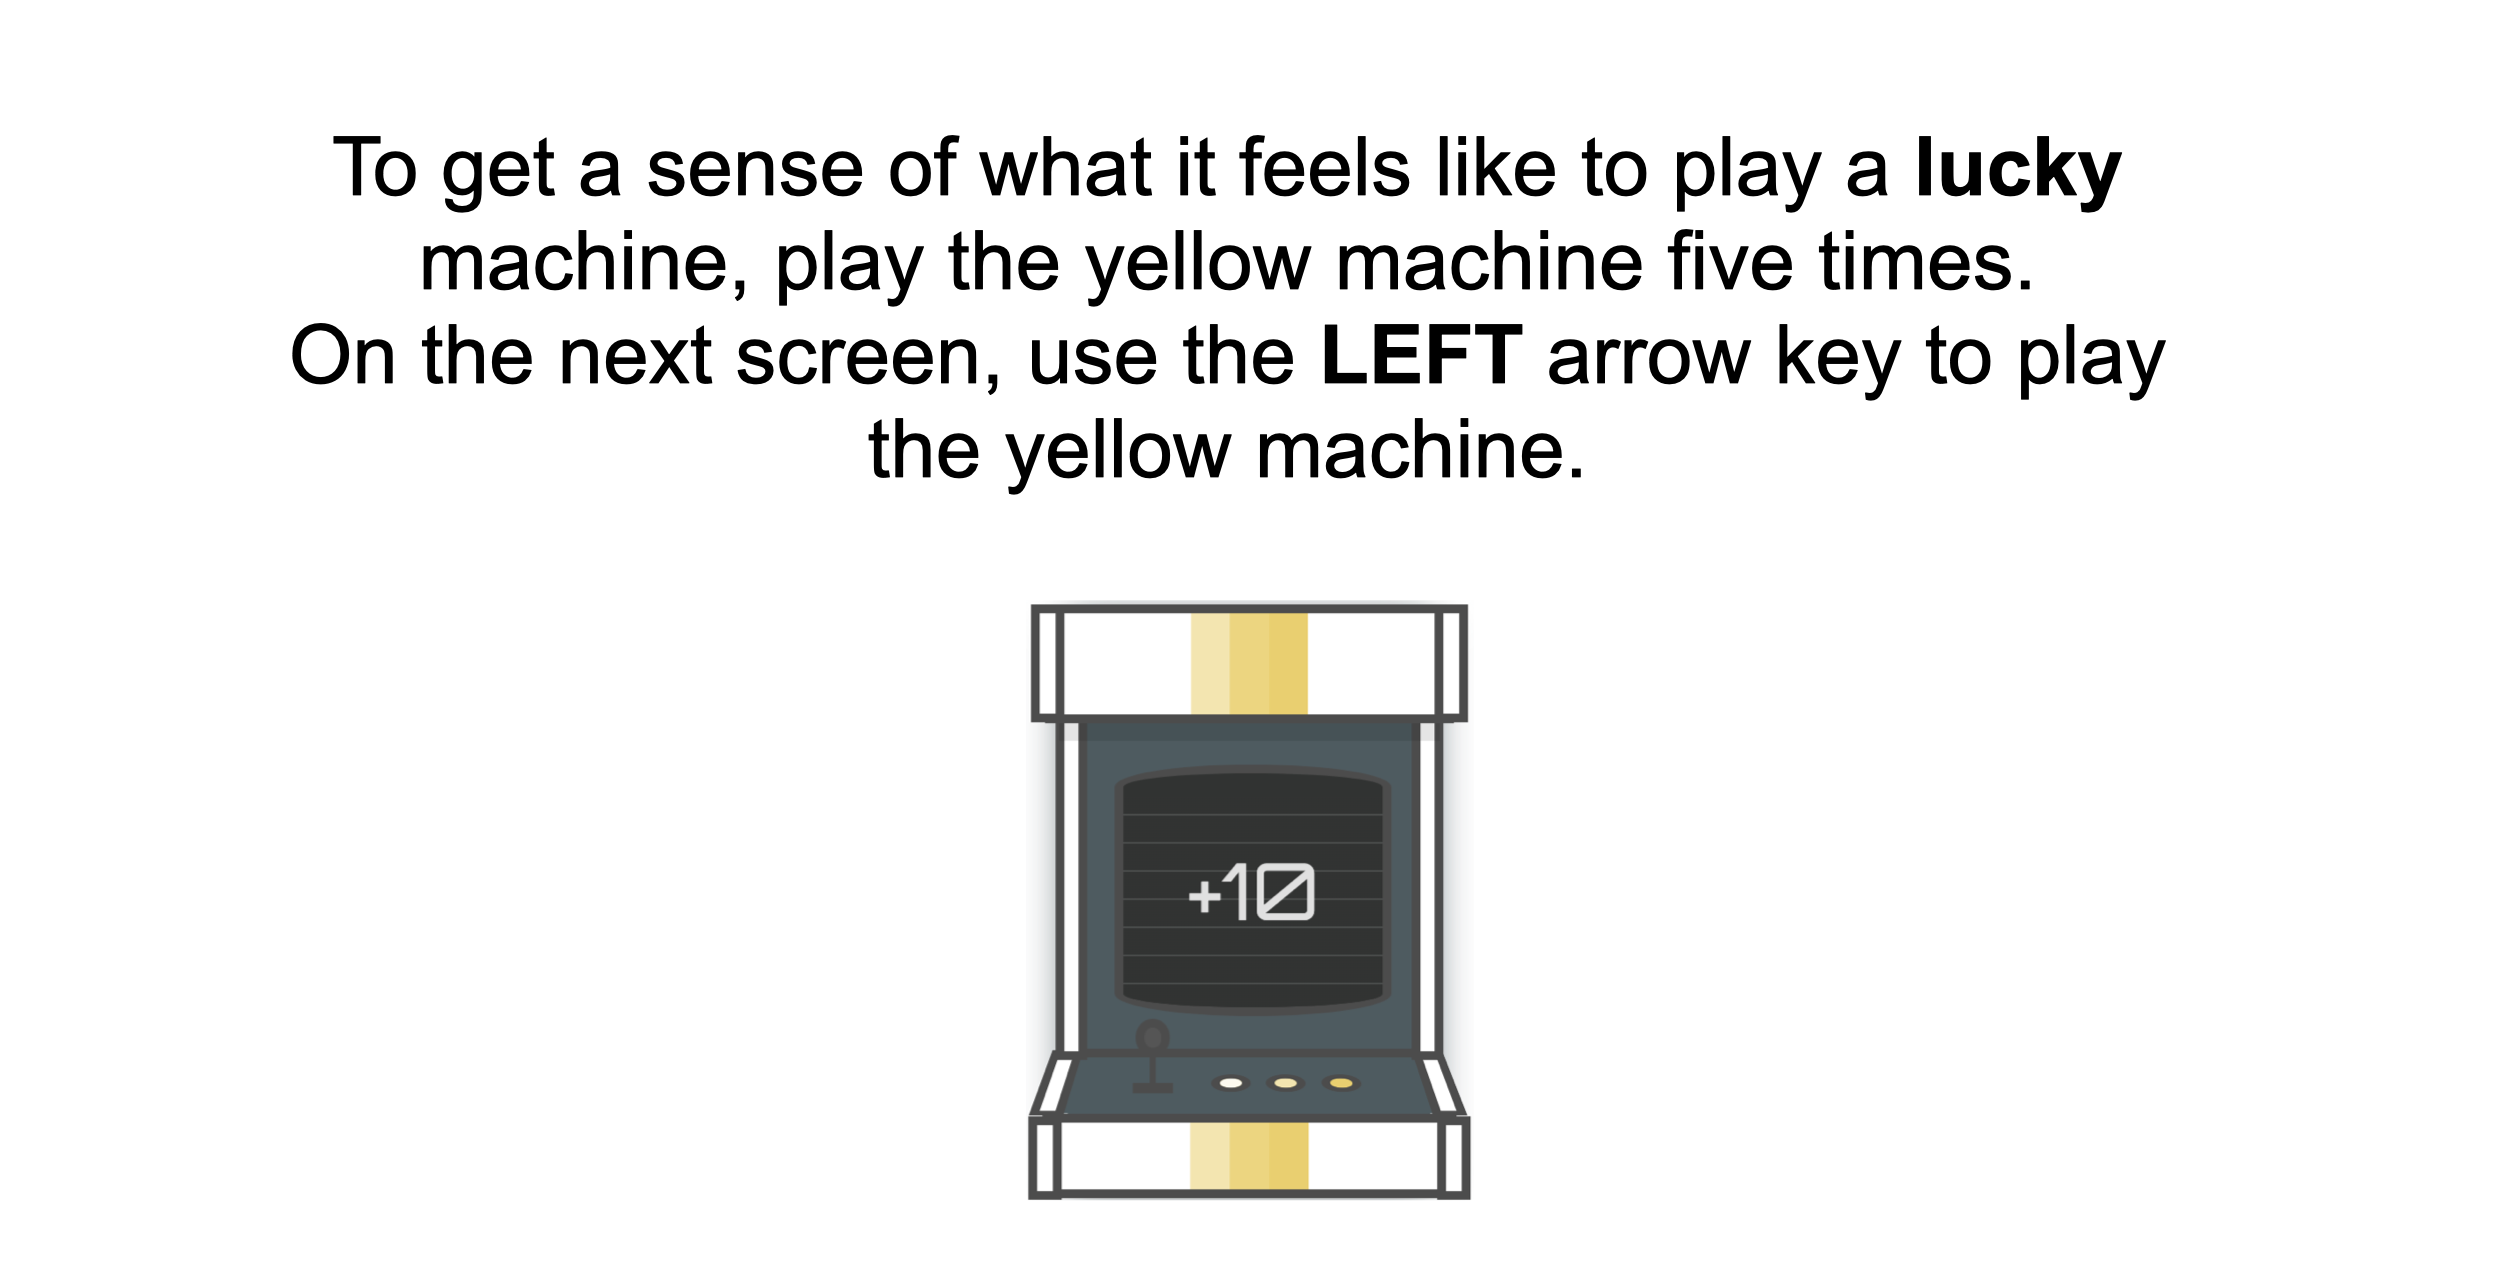 To get a sense of what it feels like to play a lucky
machine, play the yellow machine five times.
On the next screen, use the LEFT arrow key to play
the yellow machine.
+10